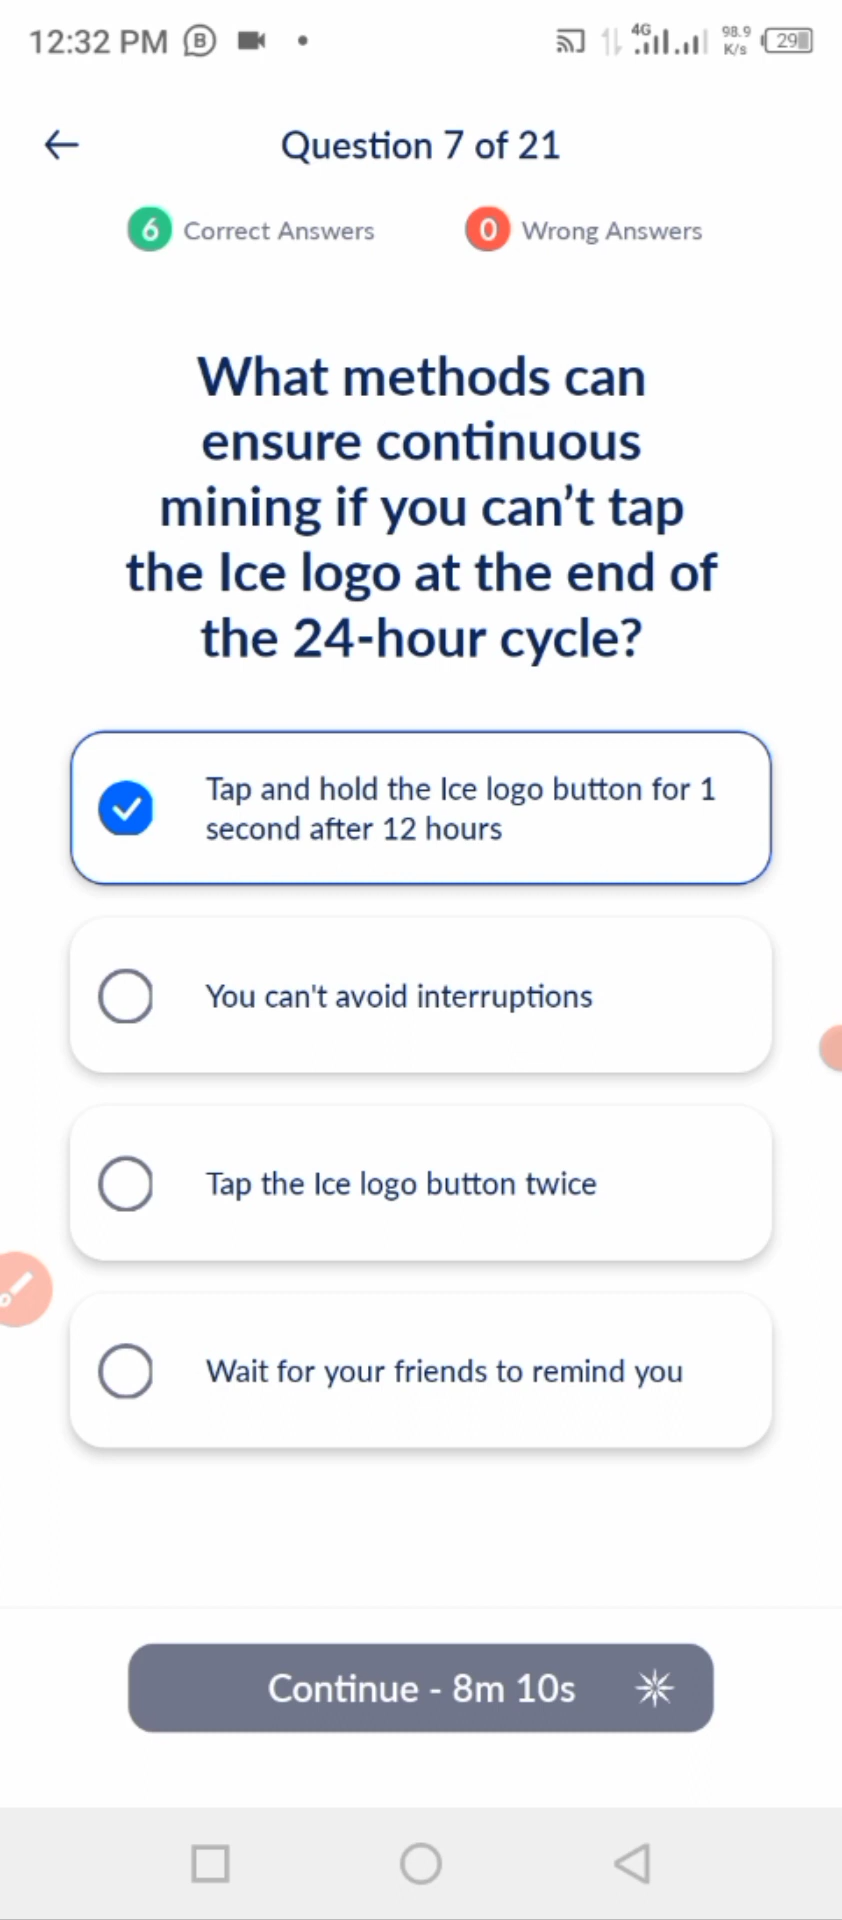 12:32 PM B 4G 98.9 K/s 29
Question 7 of 21
6 Correct Answers 0 Wrong Answers
What methods can
ensure continuous
mining if you can’t tap
the Ice logo at the end of
the 24-hour cycle?
Tap and hold the Ice logo button for 1
second after 12 hours
You can't avoid interruptions
Tap the Ice logo button twice
Wait for your friends to remind you
Continue - 8m 10s